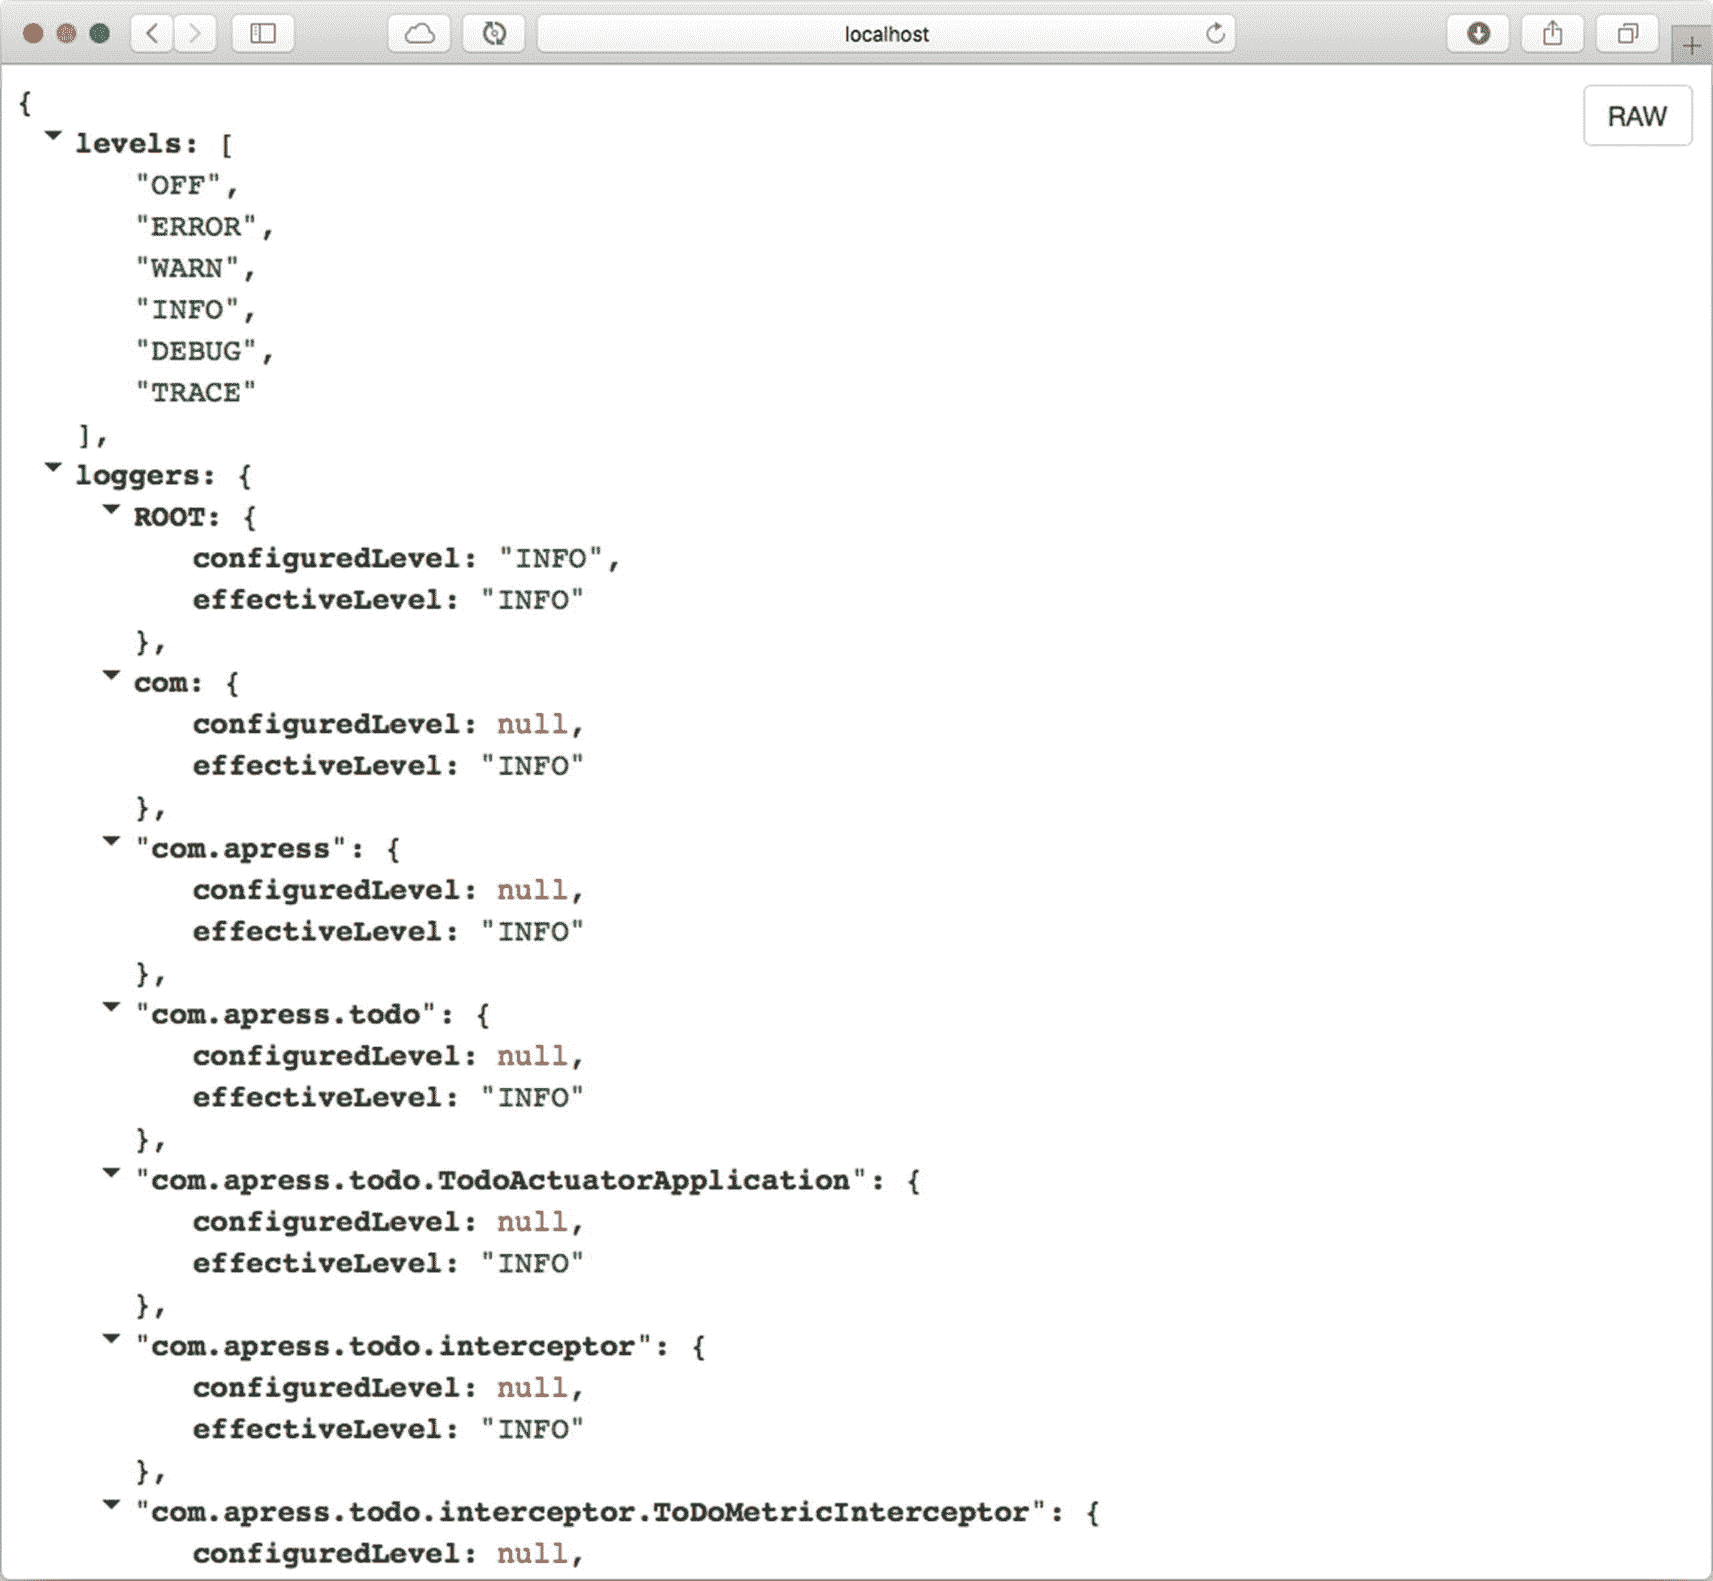 localhost
RAW
{
levels: [
"OFF",
"ERROR",
"WARN",
"INFO",
"DEBUG",
"TRACE"
],
loggers: {
ROOT: {
configuredLevel: "INFO",
effectiveLevel: "INFO"
},
com: {
configuredLevel: null,
effectiveLevel: "INFO"
},
"com.apress": {
configuredLevel: null,
effectiveLevel: "INFO"
},
"com.apress.todo": {
configuredLevel: null,
effectiveLevel: "INFO"
},
"com.apress.todo.TodoActuatorApplication": {
configuredLevel: null,
effectiveLevel: "INFO"
},
"com.apress.todo.interceptor": {
configuredLevel: null,
effectiveLevel: "INFO"
},
"com.apress.todo.interceptor.ToDoMetricInterceptor": {
configuredLevel: null,